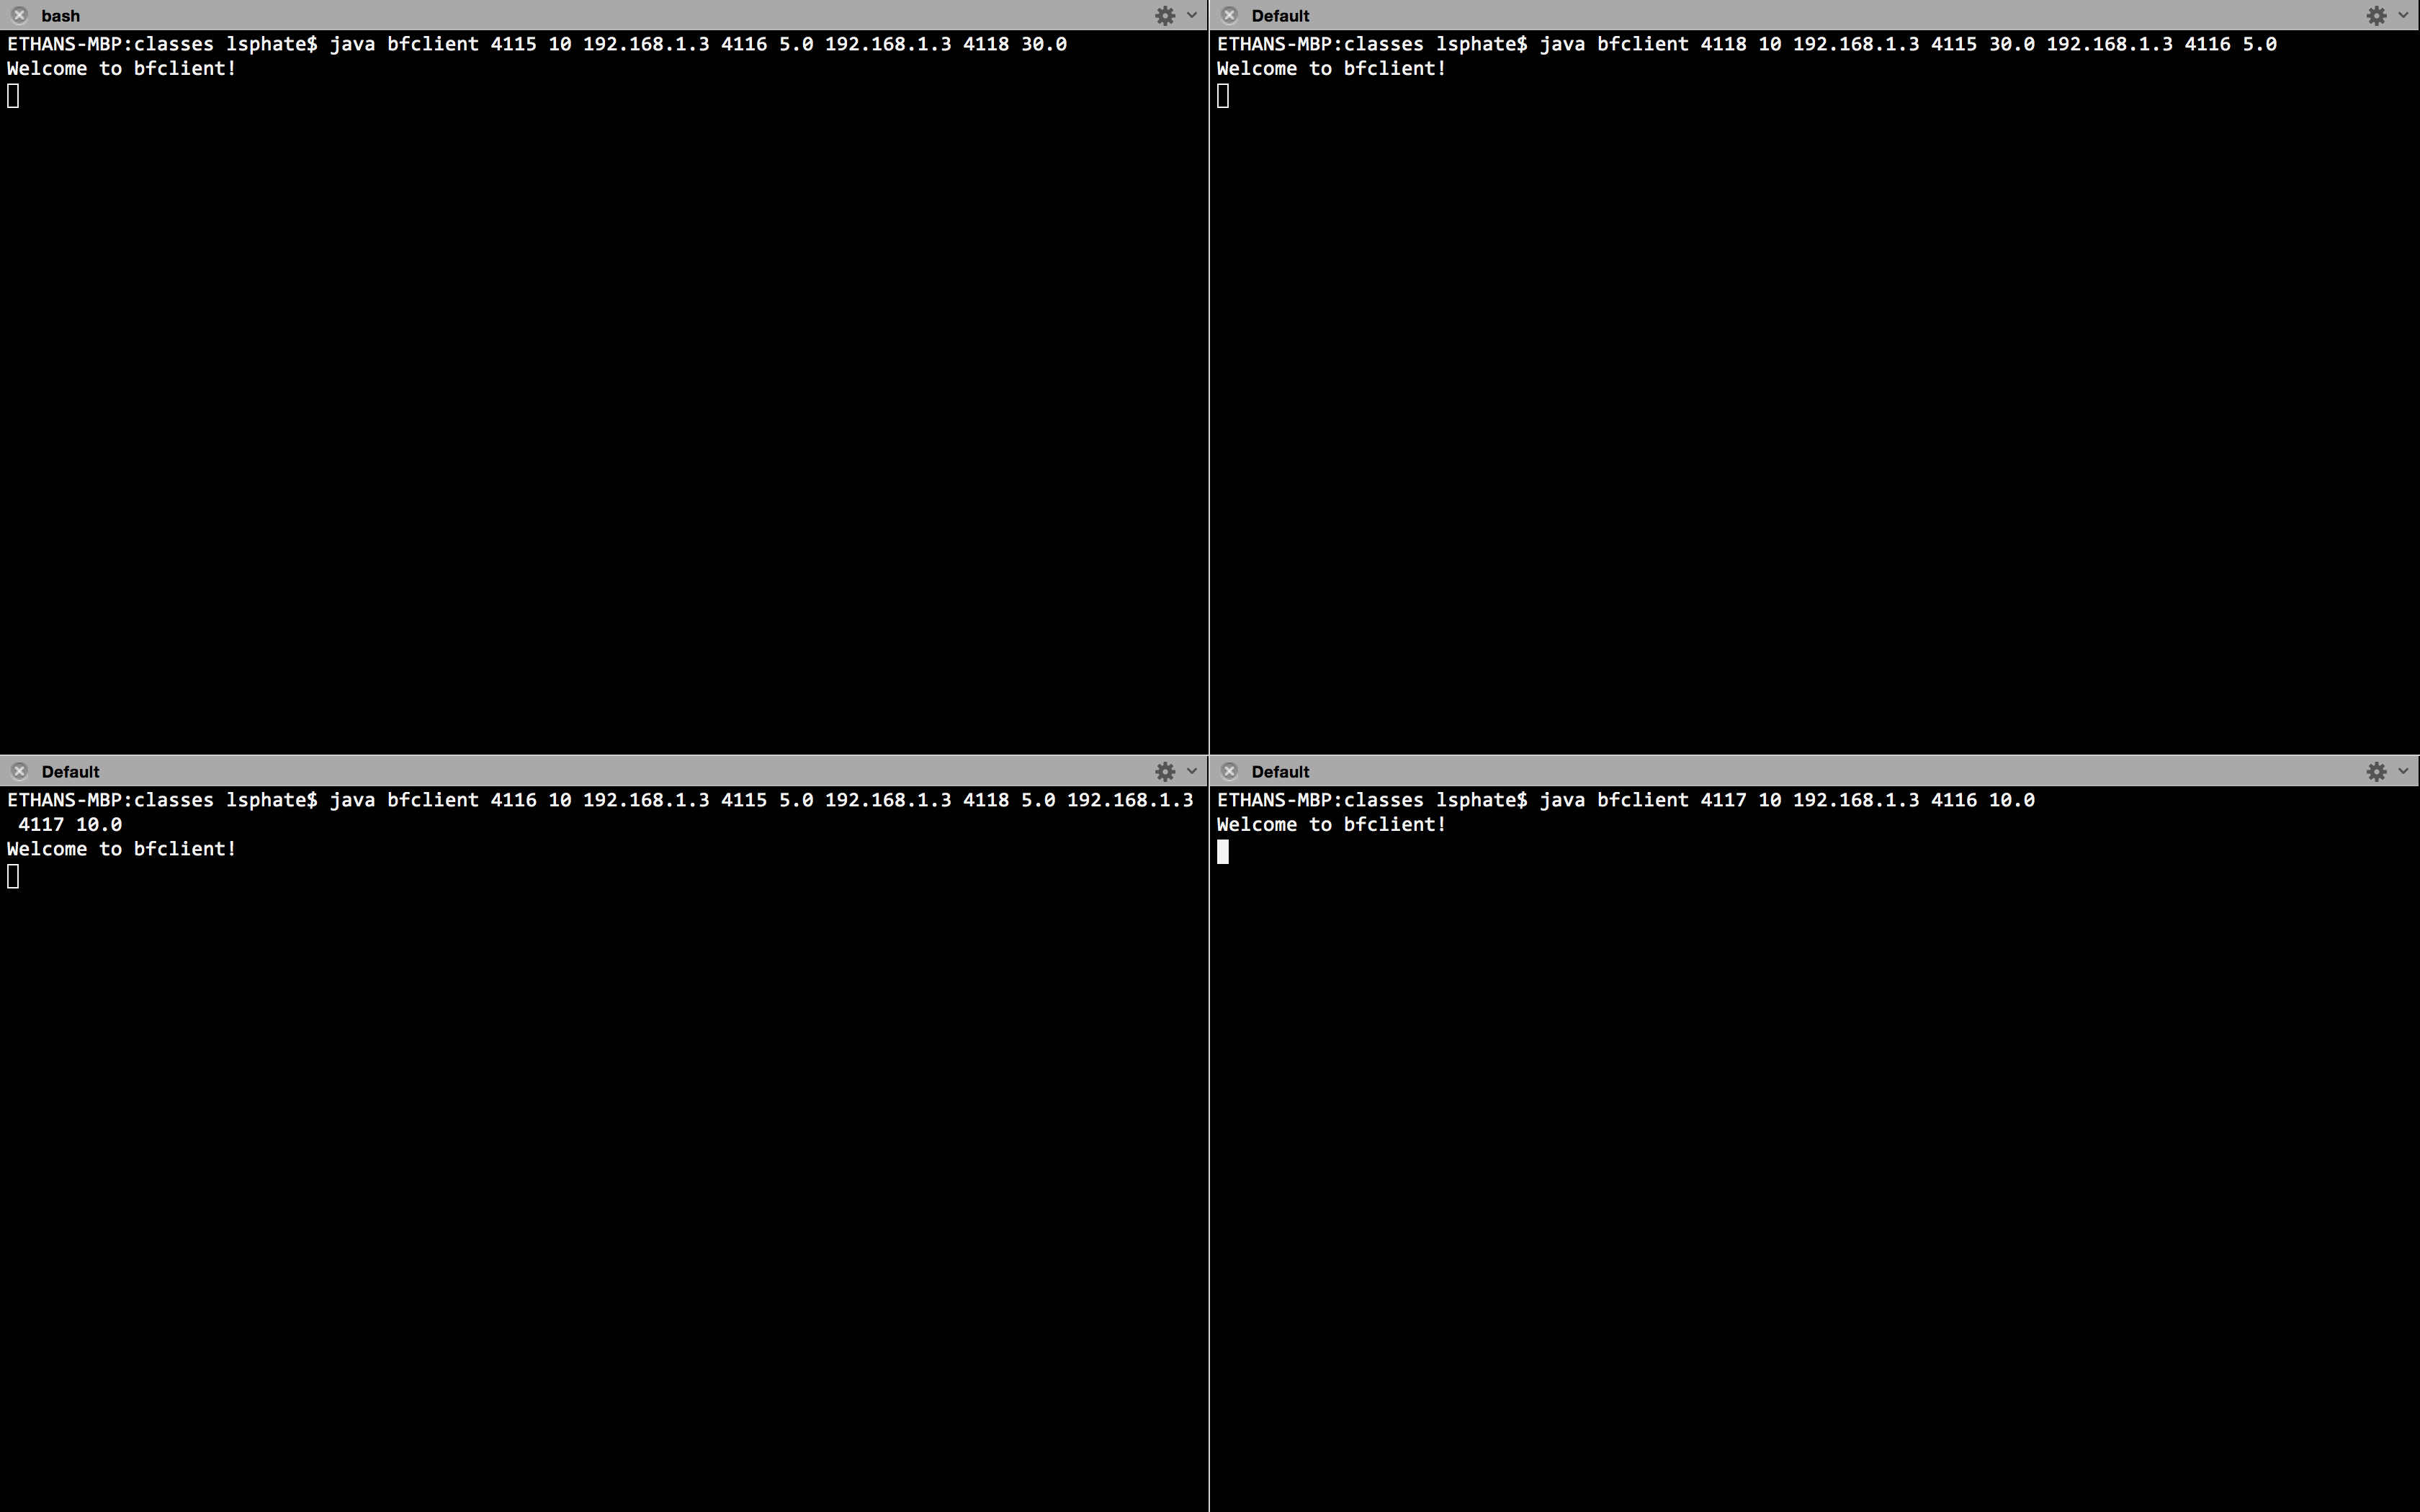 bash
ETHANS-MBP:classes lsphate$ java bfclient 4115 10 192.168.1.3 4116 5.0 192.168.1.3 4118 30.0
Welcome to bfclient!
Default
ETHANS-MBP:classes lsphate$ java bfclient 4118 10 192.168.1.3 4115 30.0 192.168.1.3 4116 5.0
Welcome to bfclient!
Default
ETHANS-MBP:classes lsphate$ java bfclient 4116 10 192.168.1.3 4115 5.0 192.168.1.3 4118 5.0 192.168.1.3
4117 10.0
Welcome to bfclient!
Default
ETHANS-MBP:classes lsphate$ java bfclient 4117 10 192.168.1.3 4116 10.0
Welcome to bfclient!